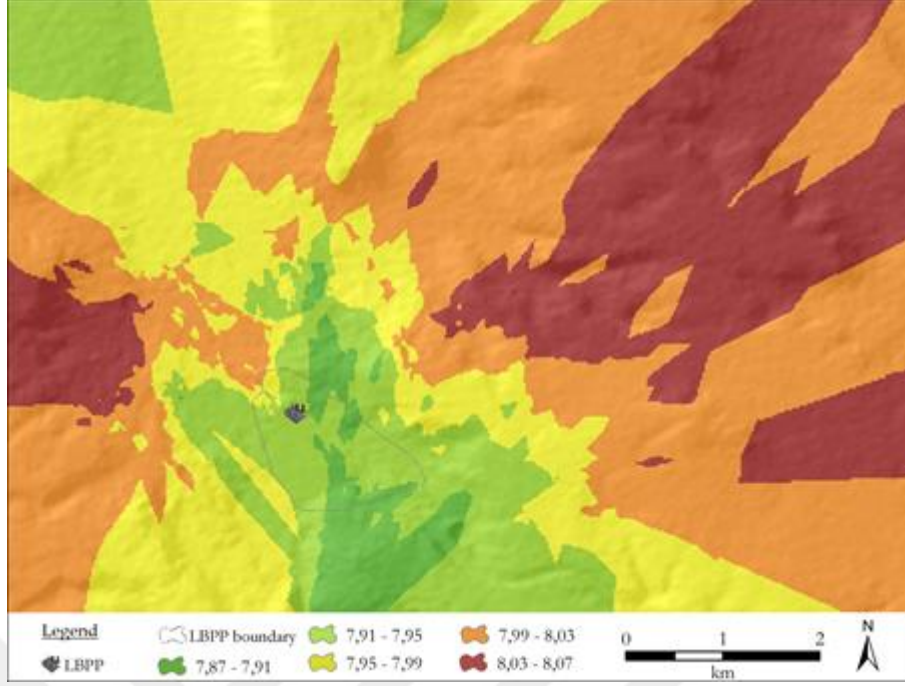 Legend
LBPP boundary
7,91 - 7,95
7,99 - 8,03
LBPP
7,87 - 7,91
7,95 - 7,99
8,03 - 8,07
0 1 2
km
N